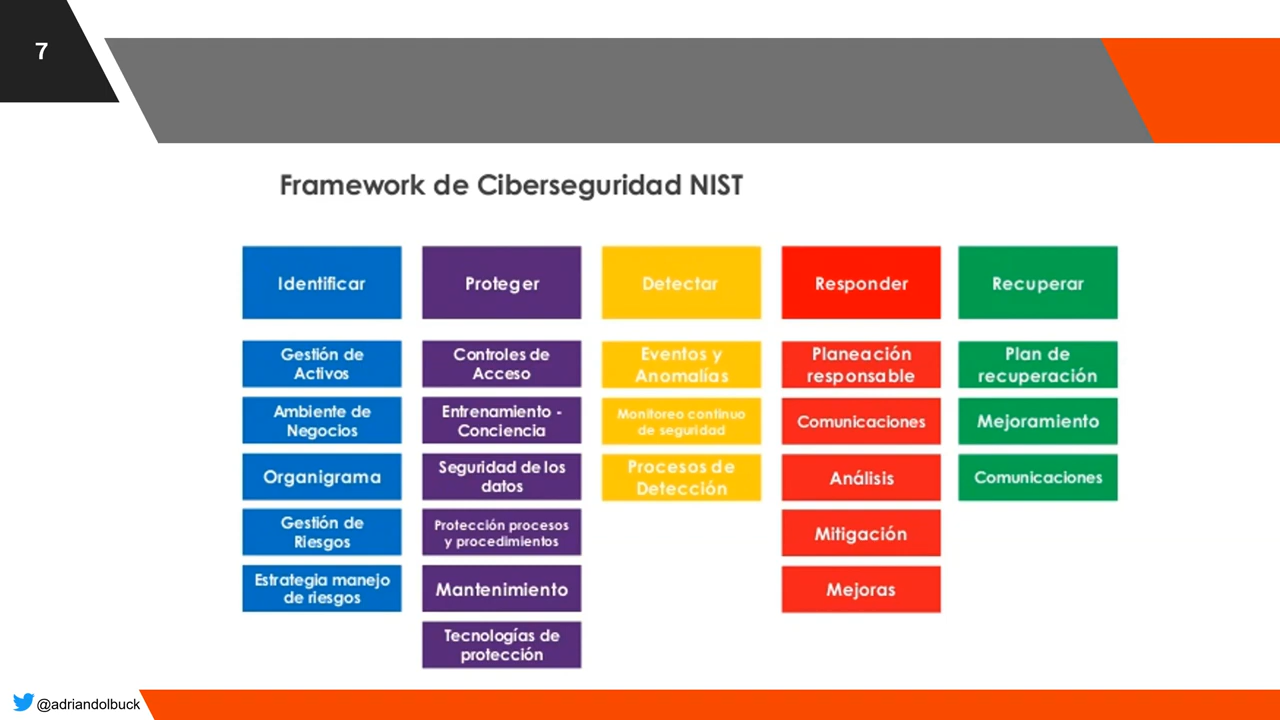 7
Framework de Ciberseguridad NIST
Identificar
Gestión de
Activos
Ambiente de
Negocios
Organigrama
Gestión de
Riesgos
Estrategia manejo
de riesgos
Proteger
Controles de
Acceso
Entrenamiento -
Conciencia
Seguridad de los
datos
Protección procesos
y procedimientos
Mantenimiento
Tecnologías de
protección
Detectar
Eventos y
Anomalías
Monitoreo continuo
de seguridad
Procesos de
Detección
Responder
Planeación
responsable
Comunicaciones
Análisis
Mitigación
Mejoras
Recuperar
Plan de
recuperación
Mejoramiento
Comunicaciones
@adriandolbuck